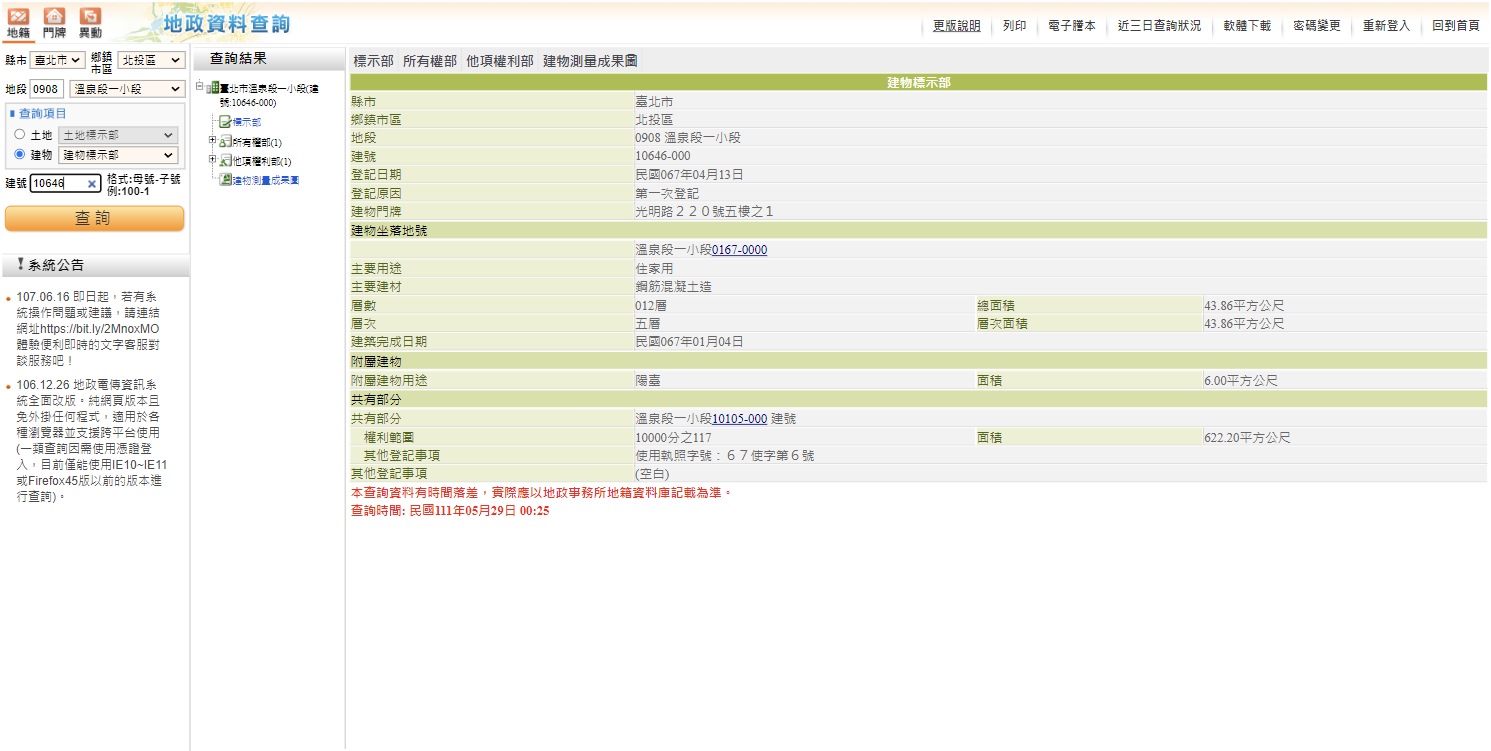 地籍 門牌 異動
地政資料查詢
更版說明 列印 電子謄本 近三日查詢狀況 軟體下載 密碼變更 重新登入 回到首頁
縣市 臺北市 鄉鎮市區 北投區
地段 0908 溫泉段一小段
查詢項目
土地 土地標示部
建物 建物標示部
建號 10646 格式:母號-子號
例:100-1
查詢
系統公告
107.06.16 即日起，若有系
統操作問題或建議，請連結
網址https://bit.ly/2MnoxMO
體驗便利即時的文字客服對
談服務吧！
106.12.26 地政電傳資訊系
統全面改版。純網頁版本且
免外掛任何程式，適用於各
種瀏覽器並支援跨平台使用
(一類查詢因需使用憑證登
入，目前僅能使用IE10~IE11
或Firefox45版以前的版本進
行查詢)。
查詢結果
臺北市溫泉段一小段(建
號:10646-000)
標示部
所有權部(1)
他項權利部(1)
建物測量成果圖
標示部 所有權部 他項權利部 建物測量成果圖
建物標示部
縣市 臺北市
鄉鎮市區 北投區
地段 0908 溫泉段一小段
建號 10646-000
登記日期 民國067年04月13日
登記原因 第一次登記
建物門牌 光明路２２０號五樓之１
建物坐落地號
溫泉段一小段0167-0000
主要用途 住家用
主要建材 鋼筋混凝土造
層數 012層 總面積 43.86平方公尺
層次 五層 層次面積 43.86平方公尺
建築完成日期 民國067年01月04日
附屬建物
附屬建物用途 陽臺 面積 6.00平方公尺
共有部分
共有部分 溫泉段一小段10105-000 建號
權利範圍 10000分之117 面積 622.20平方公尺
其他登記事項 使用執照字號：６７使字第６號
其他登記事項 (空白)
本查詢資料有時間落差，實際應以地政事務所地籍資料庫記載為準。
查詢時間: 民國111年05月29日 00:25